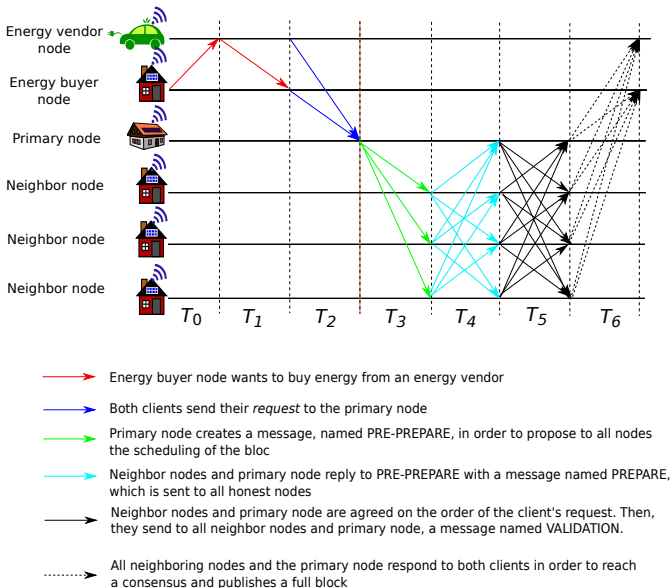 Energy vendor
node
Energy buyer
node
Primary node
Neighbor node
Neighbor node
Neighbor node
T0 T1 T2 T3 T4 T5 T6
Energy buyer node wants to buy energy from an energy vendor
Both clients send their request to the primary node
Primary node creates a message, named PRE-PREPARE, in order to propose to all nodes
the scheduling of the bloc
Neighbor nodes and primary node reply to PRE-PREPARE with a message named PREPARE,
which is sent to all honest nodes
Neighbor nodes and primary node are agreed on the order of the client's request. Then,
they send to all neighbor nodes and primary node, a message named VALIDATION.
All neighboring nodes and the primary node respond to both clients in order to reach
a consensus and publishes a full block